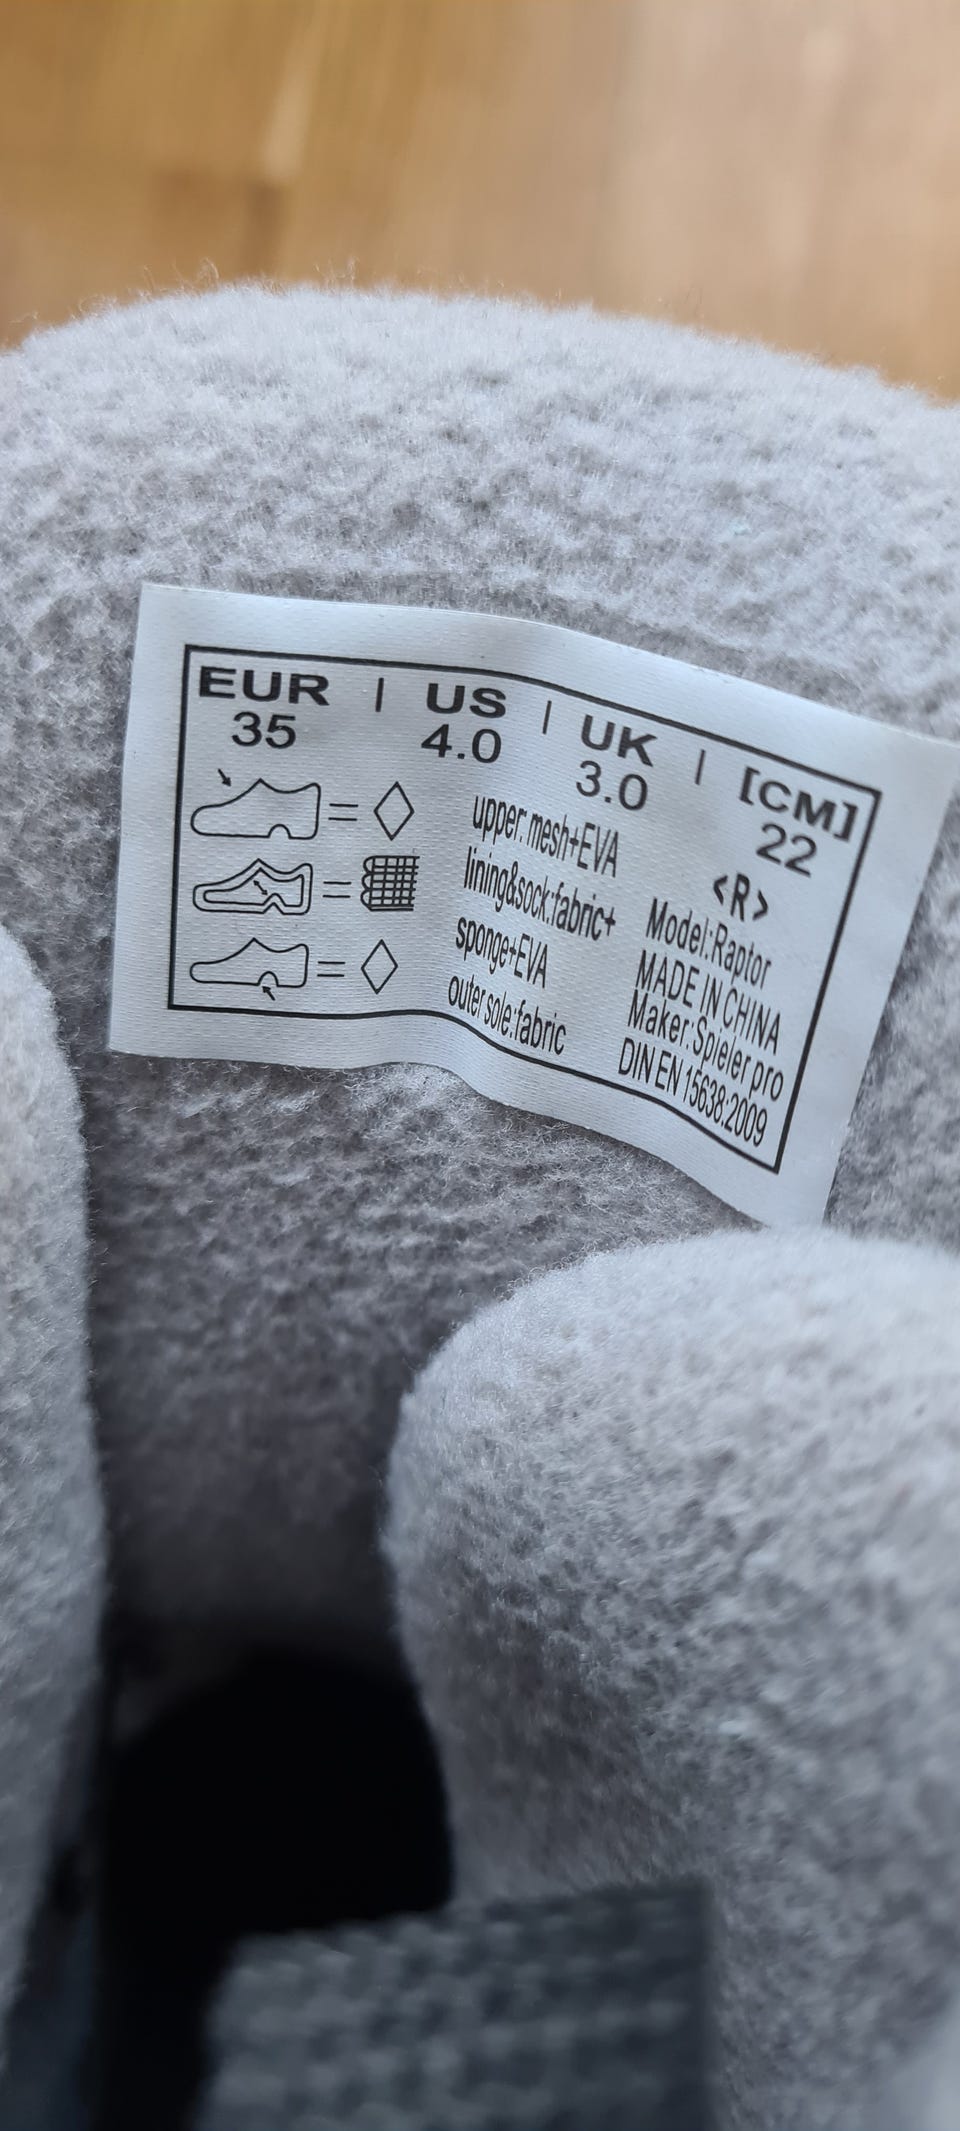 EUR | US | UK | [CM]
35 4.0 3.0 22
upper: mesh+EVA
lining&sock:fabric+
sponge+EVA
outer sole:fabric
<R>
Model:Raptor
MADE IN CHINA
Maker:Spieler pro
DIN EN 15638:2009